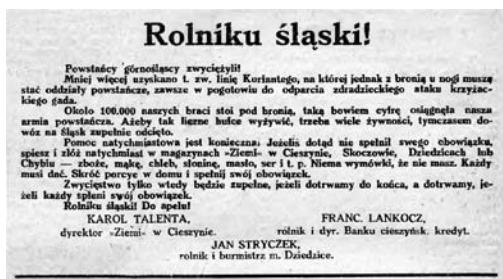 Rolniku śląski!
Powstańcy górnośląscy zwyciężyli!
Mniej więcej uzyskano t. zw. linię Korfantego, na której jednak z bronią u nogi muszą
stać oddziały powstańcze, zawsze w pogotowiu do odparcia zdradzieckiego ataku krzyżac-
kiego gada.
Około 100.000 naszych braci stoi pod bronią, taką bowiem cyfrę osiągnęła nasza
armja powstańcza. Ażeby tak liczne hufce wyżywić, trzeba wiele żywności, tymczasem do-
wóz na Śląsk zupełnie odcięto.
Pomoc natychmiastowa jest konieczna. Jeżeliś dotąd nie spełnił swego obowiązku,
spiesz i złóż natychmiast w magazynach »Ziemi« w Cieszynie, Skoczowie, Dziedzicach lub
Chybiu — zboże, mąkę, chleb, słoninę, masło, ser i t. p. Niema wymówki, że nie masz. Każdy
musi dać. Skróć porcye w domu i spełnij swój obowiązek.
Zwycięstwo tylko wtedy będzie zupełne, jeżeli dotrwamy do końca, a dotrwamy, je-
żeli każdy spełni swój obowiązek.
Rolniku śląski! Do apelu!
KAROL TALENTA, FRANC. LANKOCZ,
dyrektor »Ziemi« w Cieszynie. rolnik i dyr. Banku cieszyńsk. kredyt.
JAN STRYCZEK,
rolnik i burmistrz m. Dziedzice.